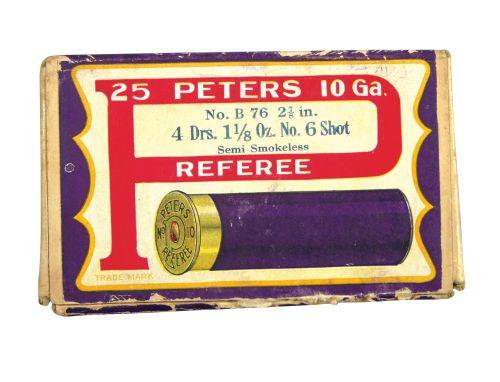 25 PETERS 10 Ga.
No. B 76 2⅞ in.
4 Drs. 1⅛ Oz. No. 6 Shot
Semi Smokeless
REFEREE
PETERS
No 10
REFEREE
TRADE MARK